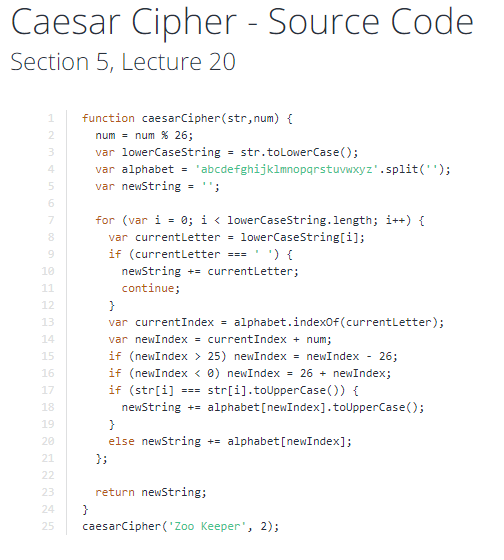 Caesar Cipher - Source Code
Section 5, Lecture 20
1 function caesarCipher(str,num) {
2   num = num % 26;
3   var lowerCaseString = str.toLowerCase();
4   var alphabet = 'abcdefghijklmnopqrstuvwxyz'.split('');
5   var newString = '';
6
7   for (var i = 0; i < lowerCaseString.length; i++) {
8     var currentLetter = lowerCaseString[i];
9     if (currentLetter === ' ') {
10       newString += currentLetter;
11       continue;
12     }
13     var currentIndex = alphabet.indexOf(currentLetter);
14     var newIndex = currentIndex + num;
15     if (newIndex > 25) newIndex = newIndex - 26;
16     if (newIndex < 0) newIndex = 26 + newIndex;
17     if (str[i] === str[i].toUpperCase()) {
18       newString += alphabet[newIndex].toUpperCase();
19     }
20     else newString += alphabet[newIndex];
21   };
22
23   return newString;
24 }
25 caesarCipher('Zoo Keeper', 2);